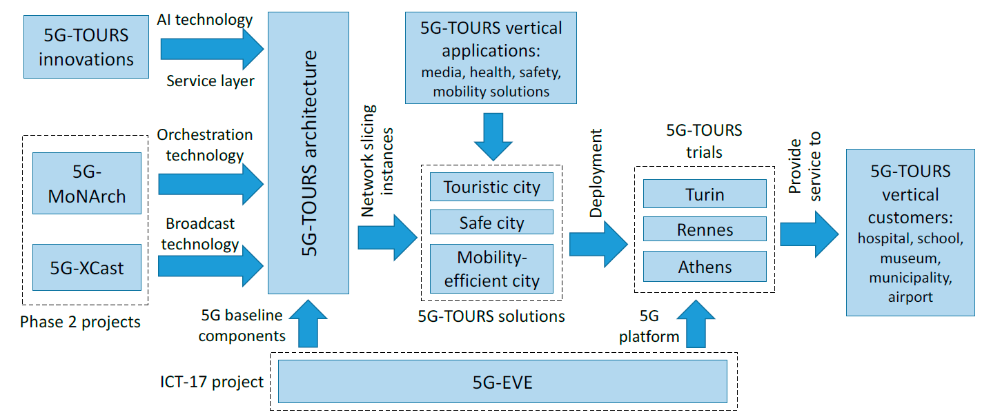 5G-TOURS
innovations
AI technology
Service layer
5G-MoNArch
5G-XCast
Phase 2 projects
Orchestration
technology
Broadcast
technology
5G-TOURS architecture
5G baseline
components
Network slicing
instances
5G-TOURS vertical
applications:
media, health, safety,
mobility solutions
Touristic city
Safe city
Mobility-
efficient city
5G-TOURS solutions
Deployment
5G-TOURS
trials
Turin
Rennes
Athens
5G
platform
Provide
service to
5G-TOURS
vertical
customers:
hospital, school,
museum,
municipality,
airport
ICT-17 project
5G-EVE